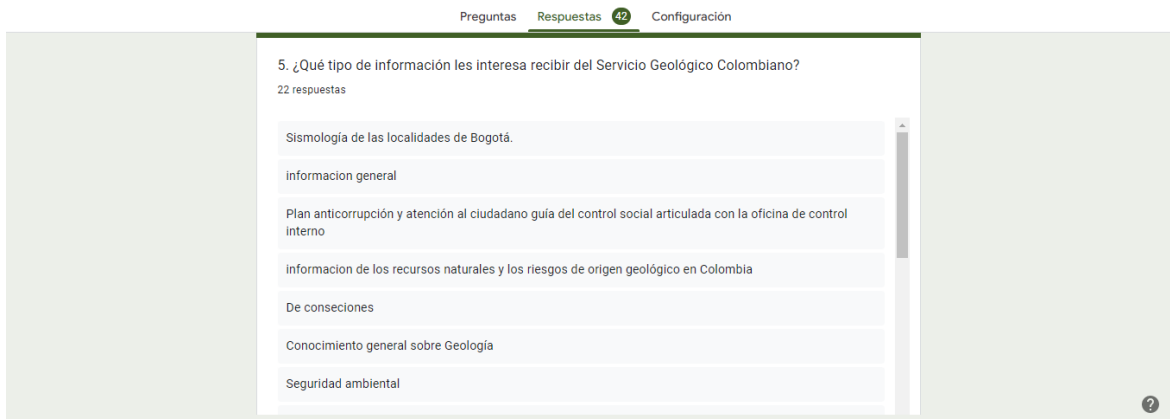 Preguntas Respuestas 42 Configuración
5. ¿Qué tipo de información les interesa recibir del Servicio Geológico Colombiano?
22 respuestas
Sismología de las localidades de Bogotá.
informacion general
Plan anticorrupción y atención al ciudadano guía del control social articulada con la oficina de control
interno
informacion de los recursos naturales y los riesgos de origen geológico en Colombia
De conseciones
Conocimiento general sobre Geología
Seguridad ambiental
?